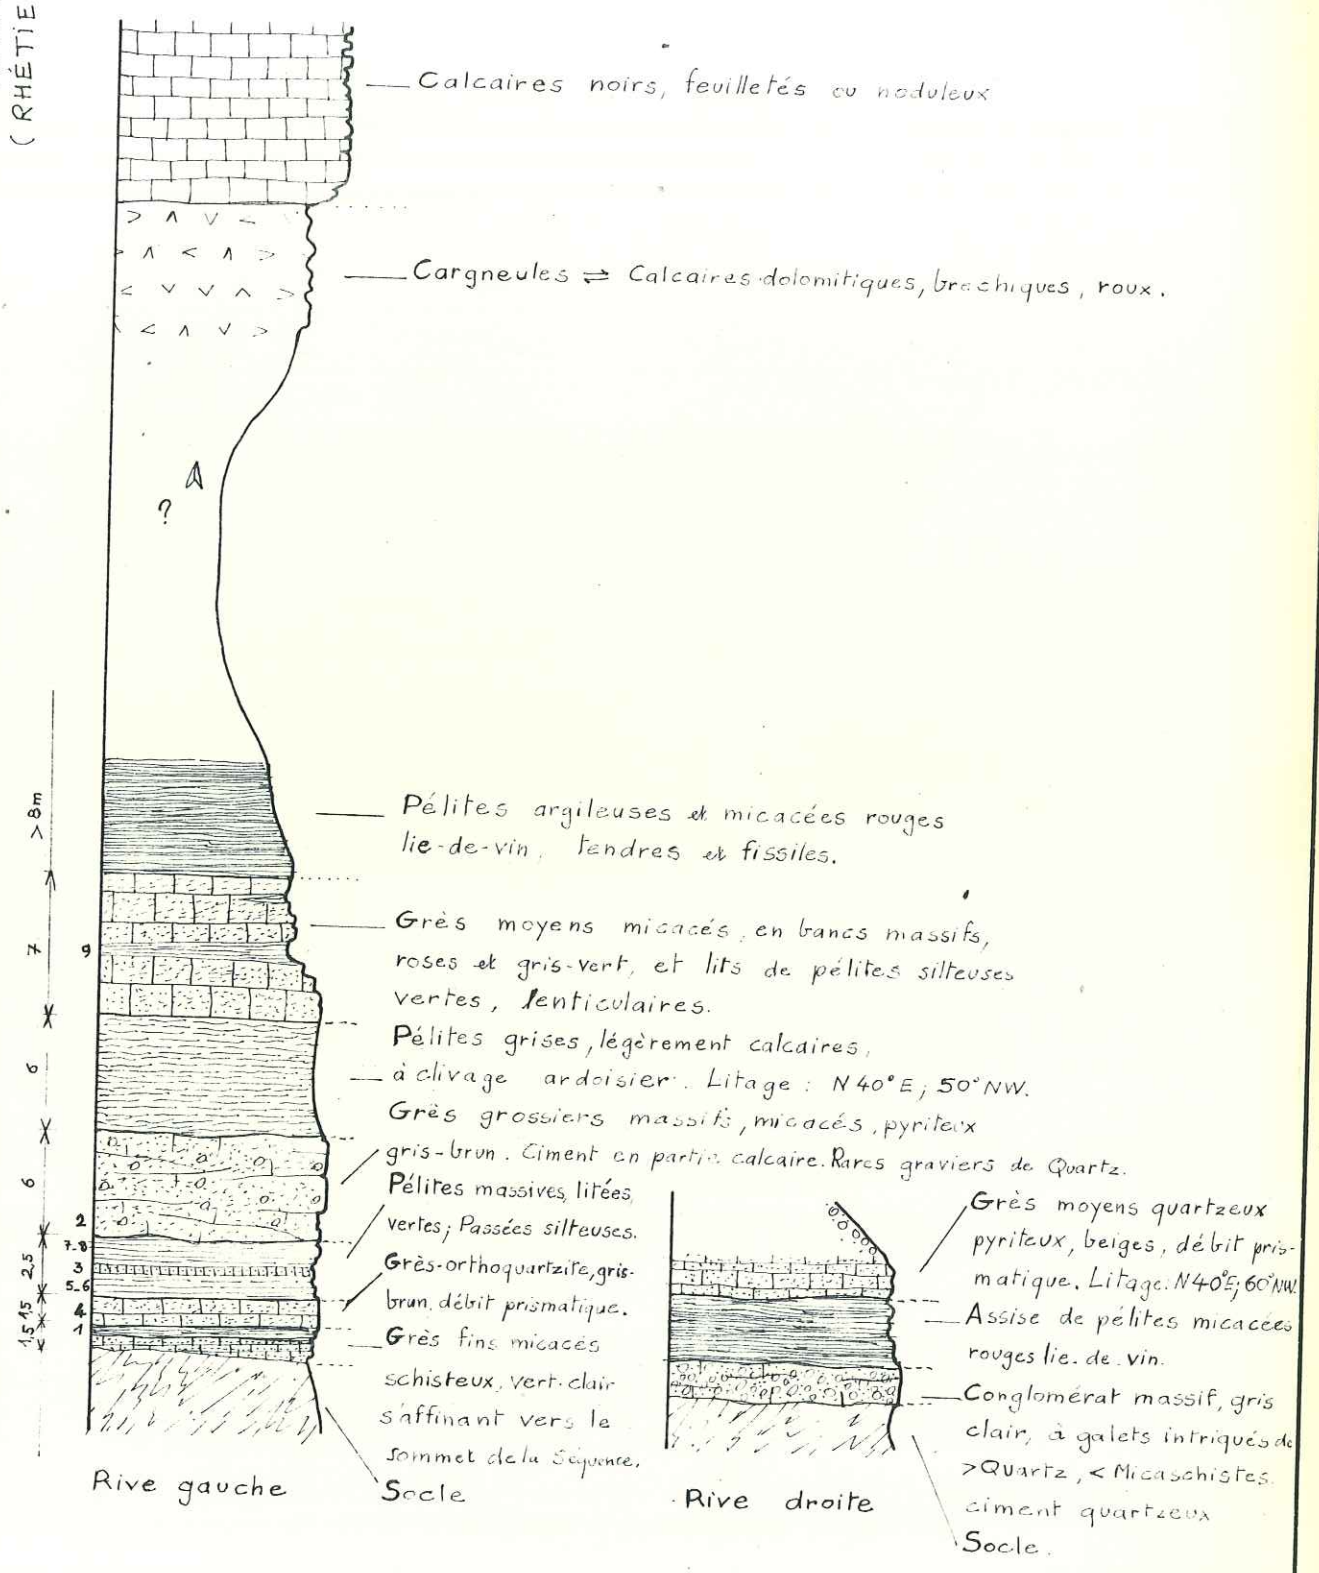 (RHÉTIE
Calcaires noirs, feuilletés ou noduleux
Cargneules ⇌ Calcaires dolomitiques, brechiques, roux.
?
>8m
Pélites argileuses et micacées rouges
lie-de-vin, tendres et fissiles.
7
9
Grès moyens micacés, en bancs massifs,
roses et gris-vert, et lits de pélites silteuses
vertes, lenticulaires.
6
Pélites grises, légèrement calcaires,
à clivage ardoisier. Litage : N 40° E ; 50° NW.
6
2
Grès grossiers massifs, micacés, pyriteux
gris-brun. Ciment en partie calcaire. Rares graviers de Quartz.
2,5
7-8
3
5-6
Pélites massives, litées,
vertes; Passées silteuses.
1,5
4
Grès-orthoquartzite, gris-
brun, débit prismatique.
1,5
1
Grès fins micacés
schisteux, vert-clair
s'affinant vers le
sommet de la Séquence.
Socle
Rive gauche
Grès moyens quartzeux
pyriteux, beiges, débit pris-
matique. Litage: N40°E; 60°NW.
Assise de pélites micacées
rouges lie. de. vin.
Conglomérat massif, gris
clair, à galets intriqués de
>Quartz, < Micaschistes.
ciment quartzeux
Socle.
Rive droite